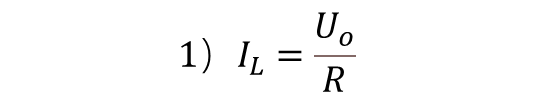 1) I_L = U_o / R